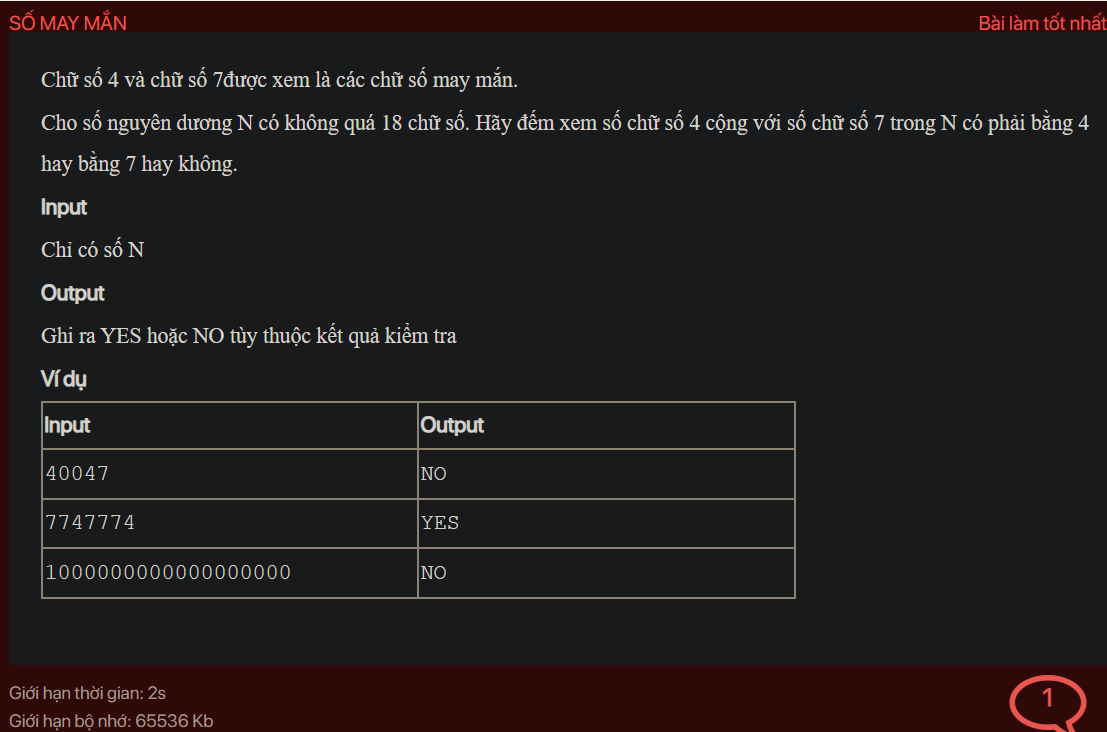 SỐ MAY MẮN
Bài làm tốt nhất
Chữ số 4 và chữ số 7được xem là các chữ số may mắn.
Cho số nguyên dương N có không quá 18 chữ số. Hãy đếm xem số chữ số 4 cộng với số chữ số 7 trong N có phải bằng 4
hay bằng 7 hay không.
Input
Chỉ có số N
Output
Ghi ra YES hoặc NO tùy thuộc kết quả kiểm tra
Ví dụ
Input Output
40047 NO
7747774 YES
1000000000000000000 NO
Giới hạn thời gian: 2s
Giới hạn bộ nhớ: 65536 Kb
1